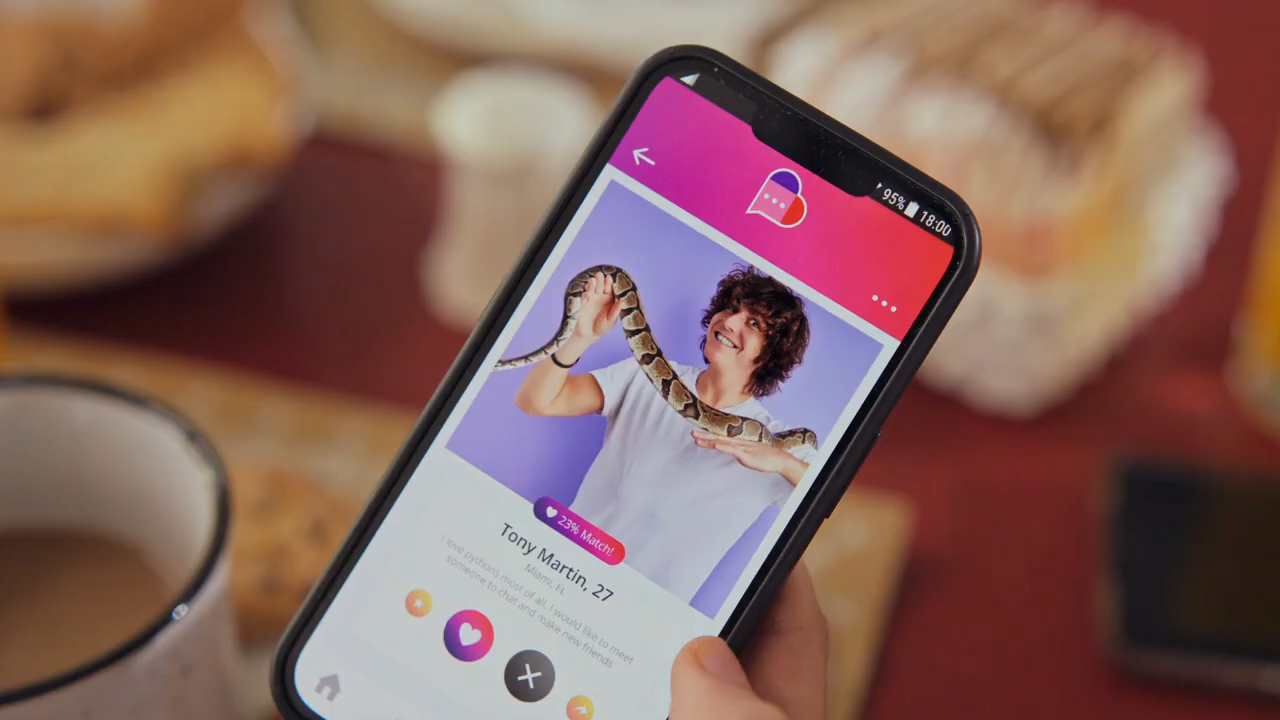 95% 18:00
23% Match!
Tony Martin, 27
Miami, FL
I love pythons most of all. I would like to meet
someone to chat and make new friends